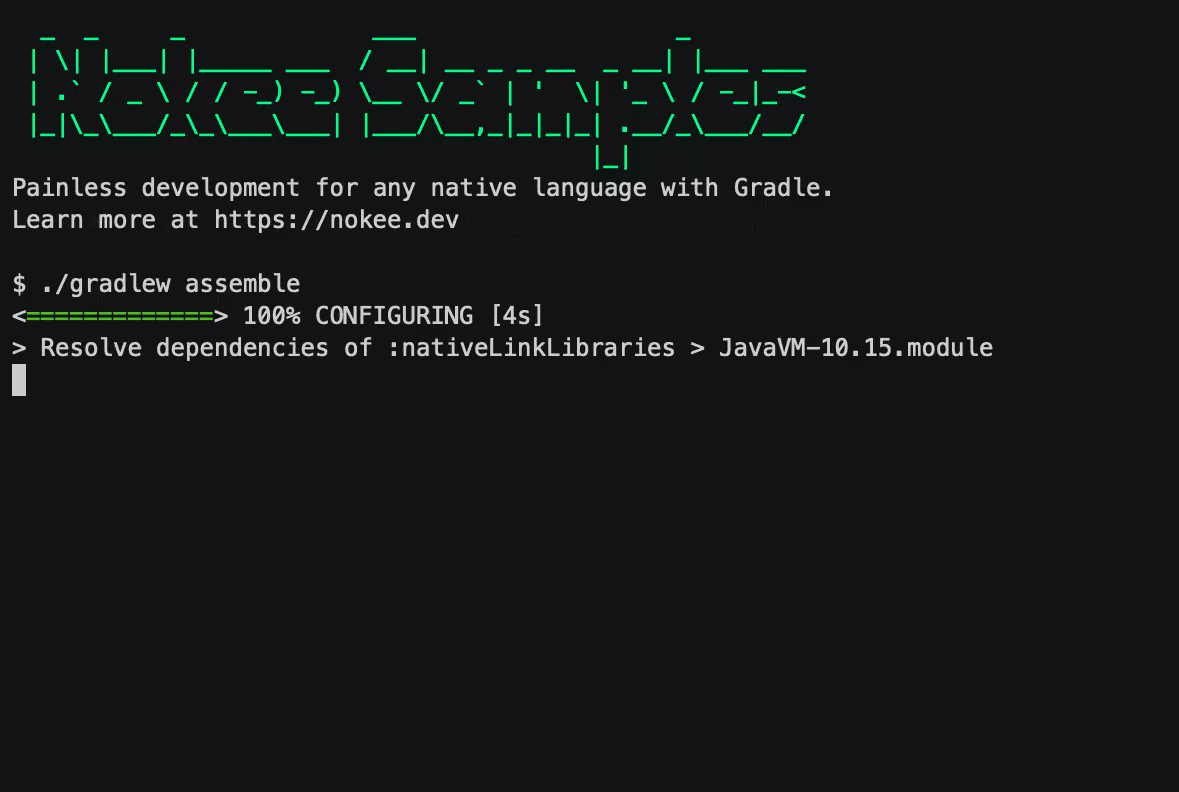 Nokee Samples
Painless development for any native language with Gradle.
Learn more at https://nokee.dev
$ ./gradlew assemble
<=============> 100% CONFIGURING [4s]
> Resolve dependencies of :nativeLinkLibraries > JavaVM-10.15.module